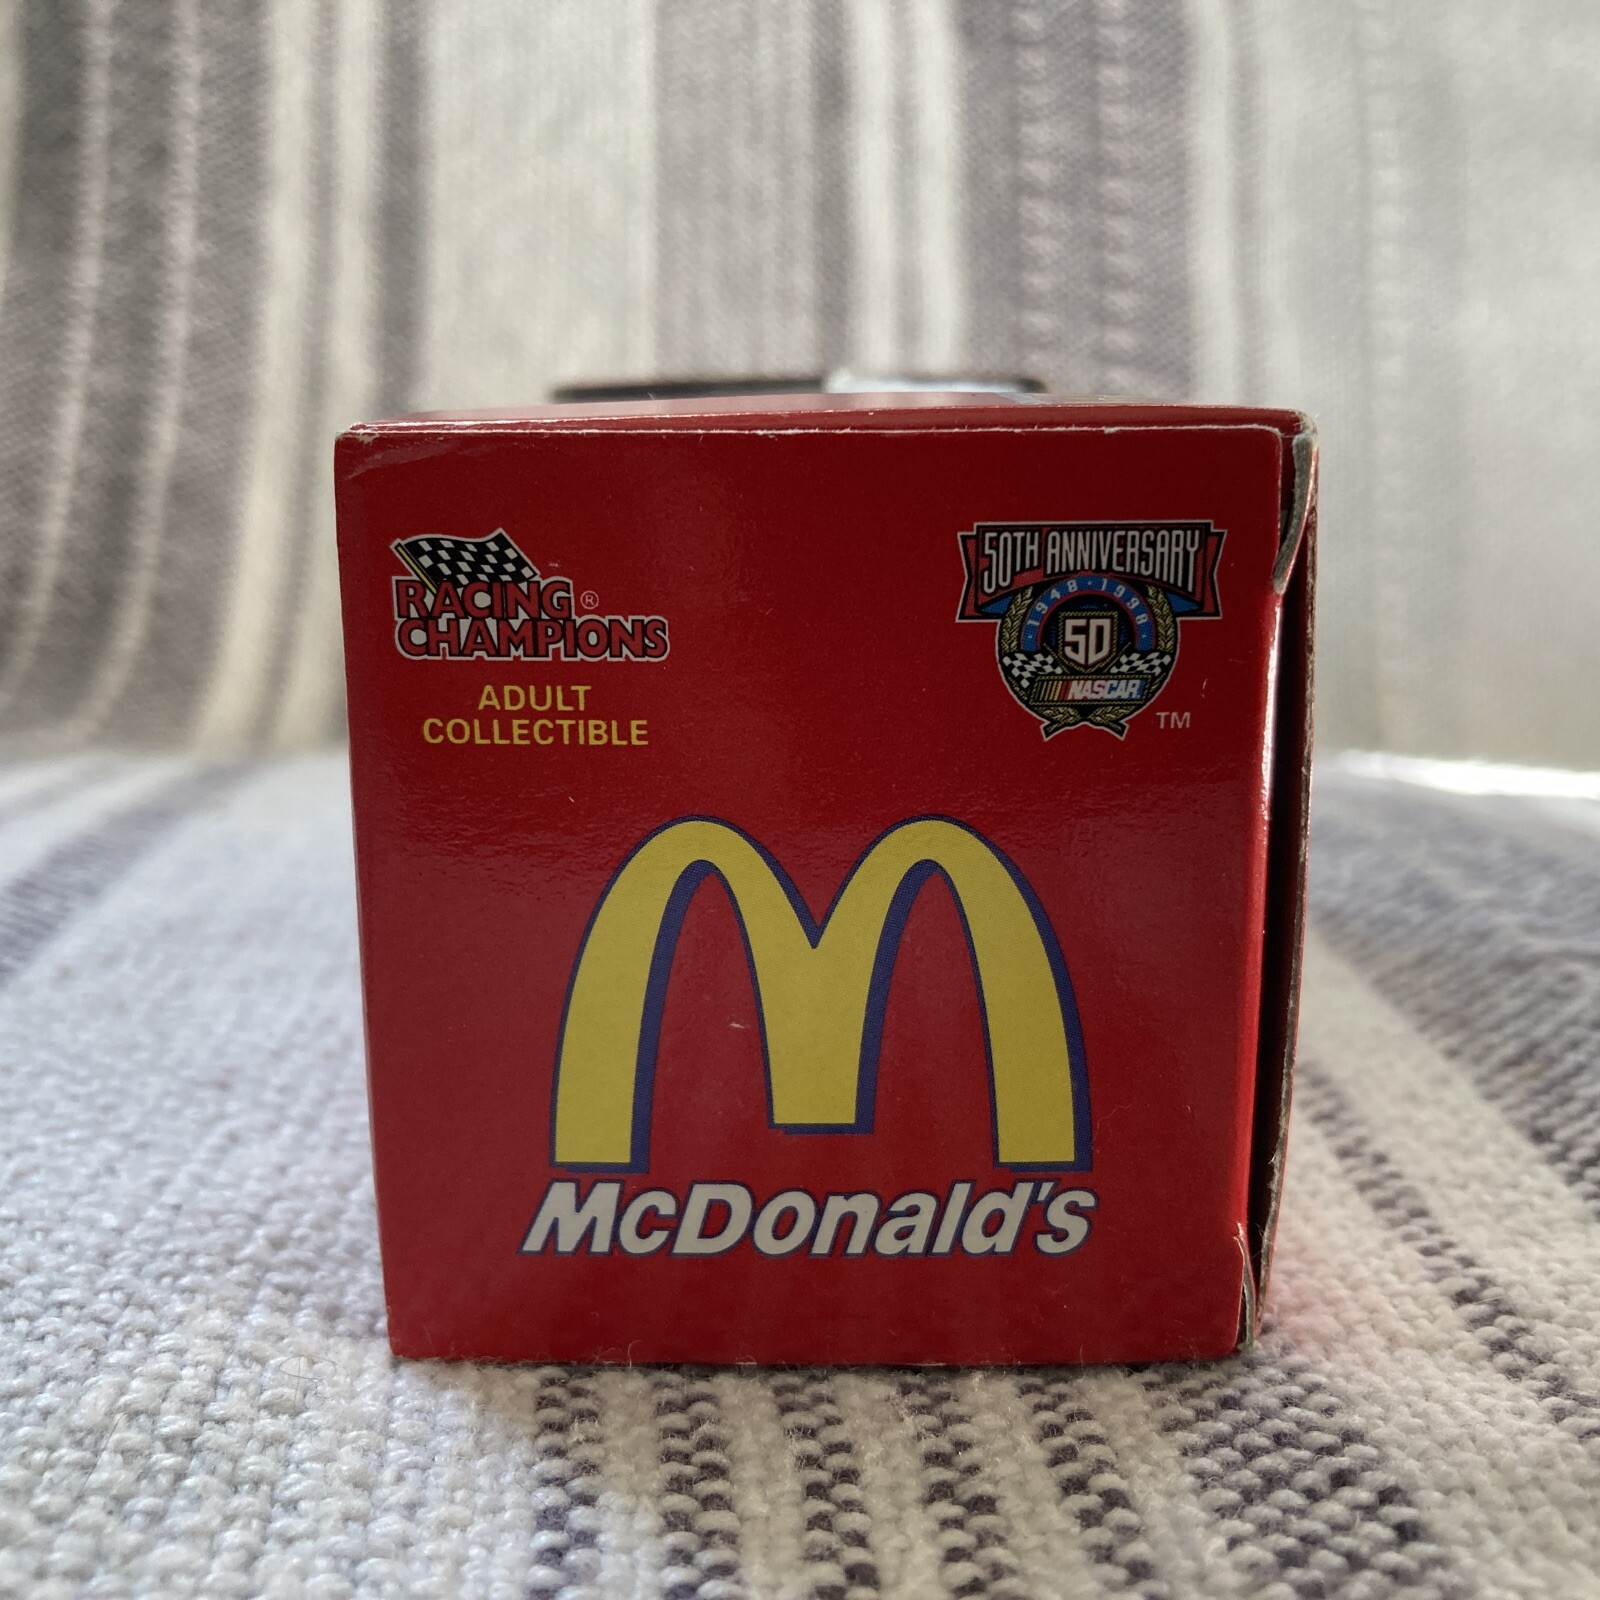 RACING ®
CHAMPIONS
ADULT
COLLECTIBLE
50TH ANNIVERSARY
1948 · 1998
50
NASCAR
TM
McDonald's